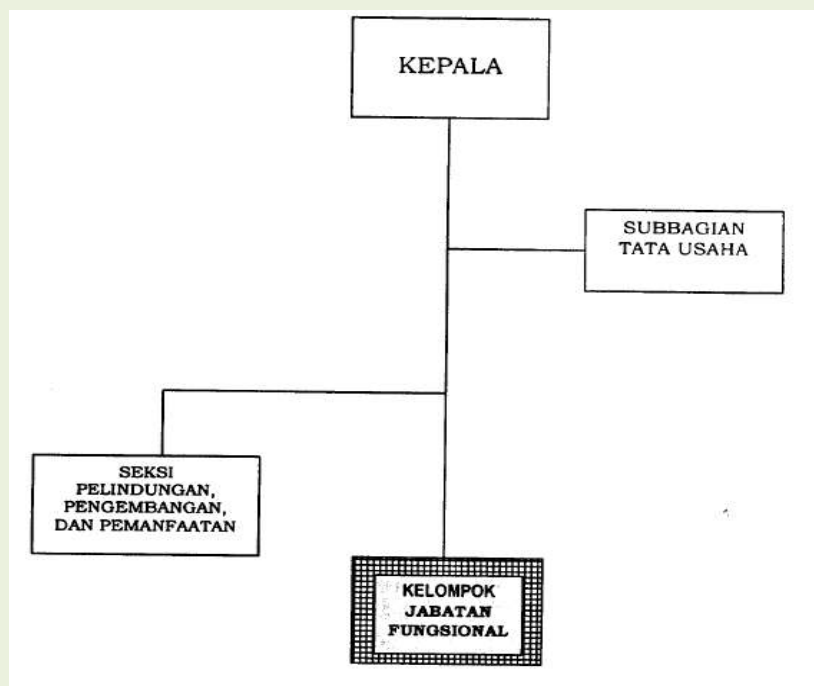 KEPALA
SUBBAGIAN
TATA USAHA
SEKSI
PELINDUNGAN,
PENGEMBANGAN,
DAN PEMANFAATAN
KELOMPOK
JABATAN
FUNGSIONAL